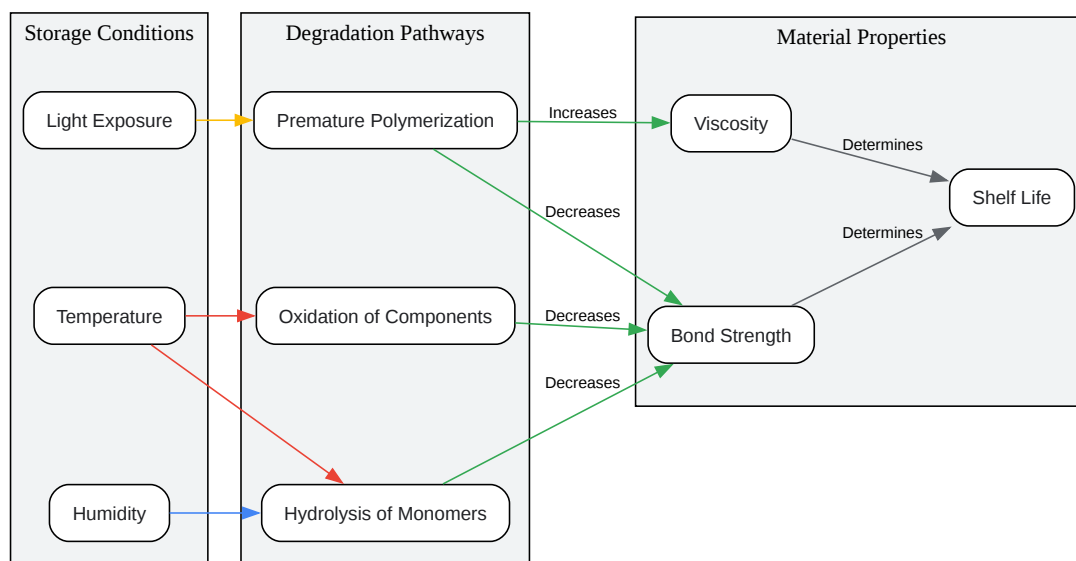 Storage Conditions
Degradation Pathways
Material Properties
Light Exposure
Premature Polymerization
Increases
Viscosity
Determines
Shelf Life
Decreases
Determines
Temperature
Oxidation of Components
Decreases
Bond Strength
Decreases
Humidity
Hydrolysis of Monomers